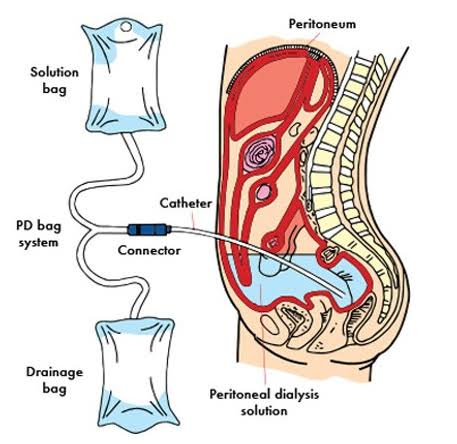 Peritoneum
Solution
bag
Catheter
PD bag
system
Connector
Drainage
bag
Peritoneal dialysis
solution